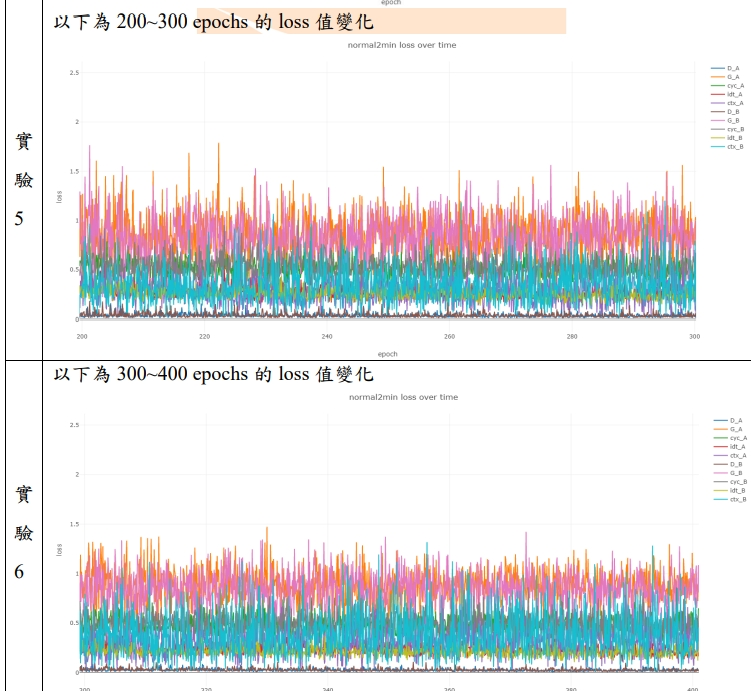 epoch
以下為 200~300 epochs 的 loss 值變化
normal2min loss over time
D_A
G_A
cyc_A
idt_A
ctx_A
D_B
G_B
cyc_B
idt_B
ctx_B
2.5
2
1.5
1
0.5
0
loss
200
220
240
260
280
300
epoch
實
驗
5
以下為 300~400 epochs 的 loss 值變化
normal2min loss over time
D_A
G_A
cyc_A
idt_A
ctx_A
D_B
G_B
cyc_B
idt_B
ctx_B
2.5
2
1.5
1
0.5
0
loss
300
320
340
360
380
400
實
驗
6